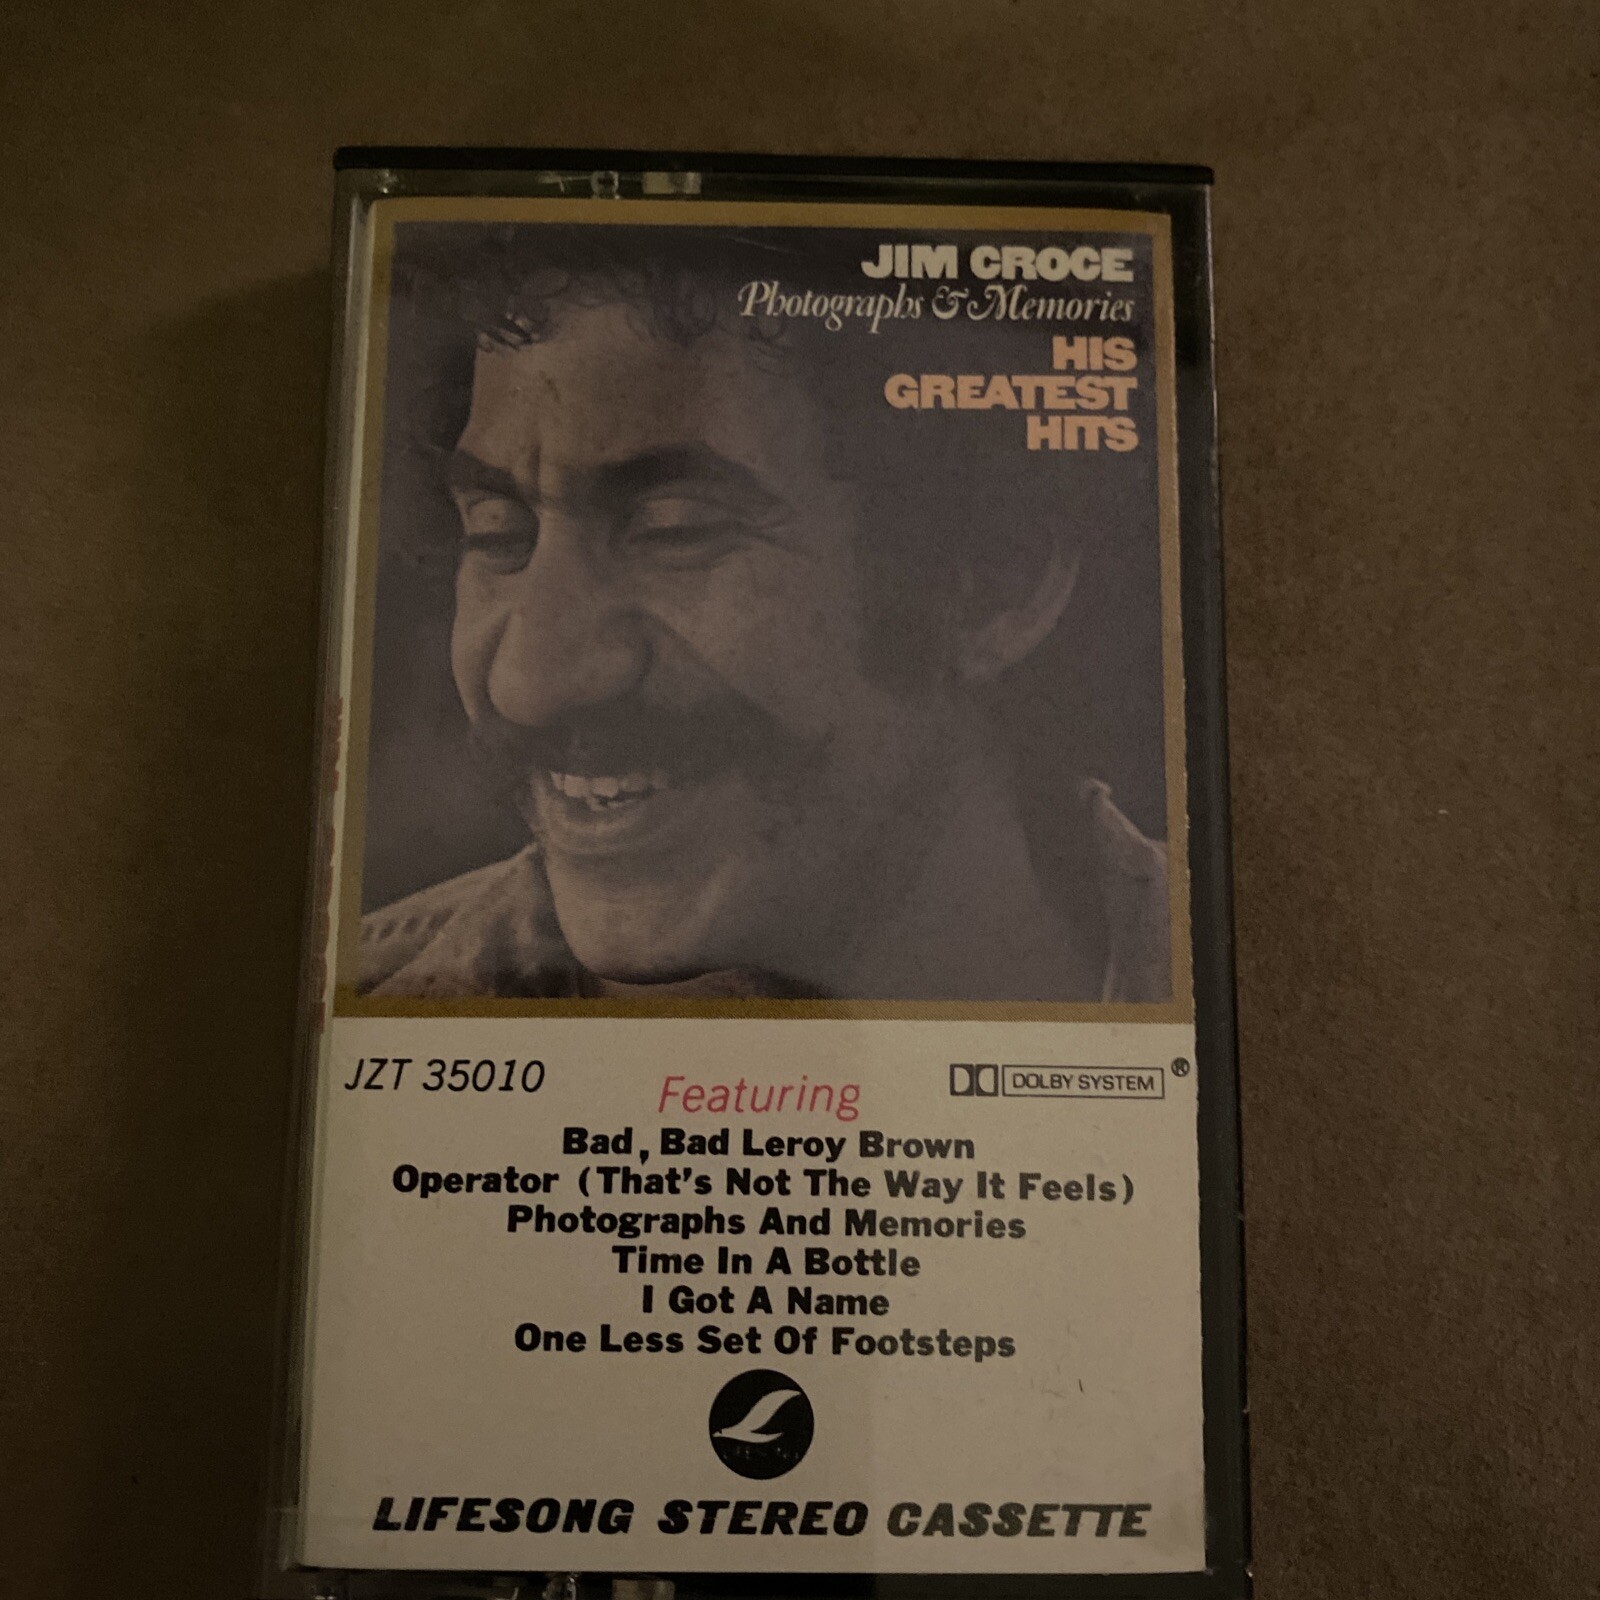 JIM CROCE
Photographs & Memories
HIS
GREATEST
HITS
JZT 35010
Featuring
DOLBY SYSTEM ®
Bad, Bad Leroy Brown
Operator (That's Not The Way It Feels)
Photographs And Memories
Time In A Bottle
I Got A Name
One Less Set Of Footsteps
LIFESONG STEREO CASSETTE